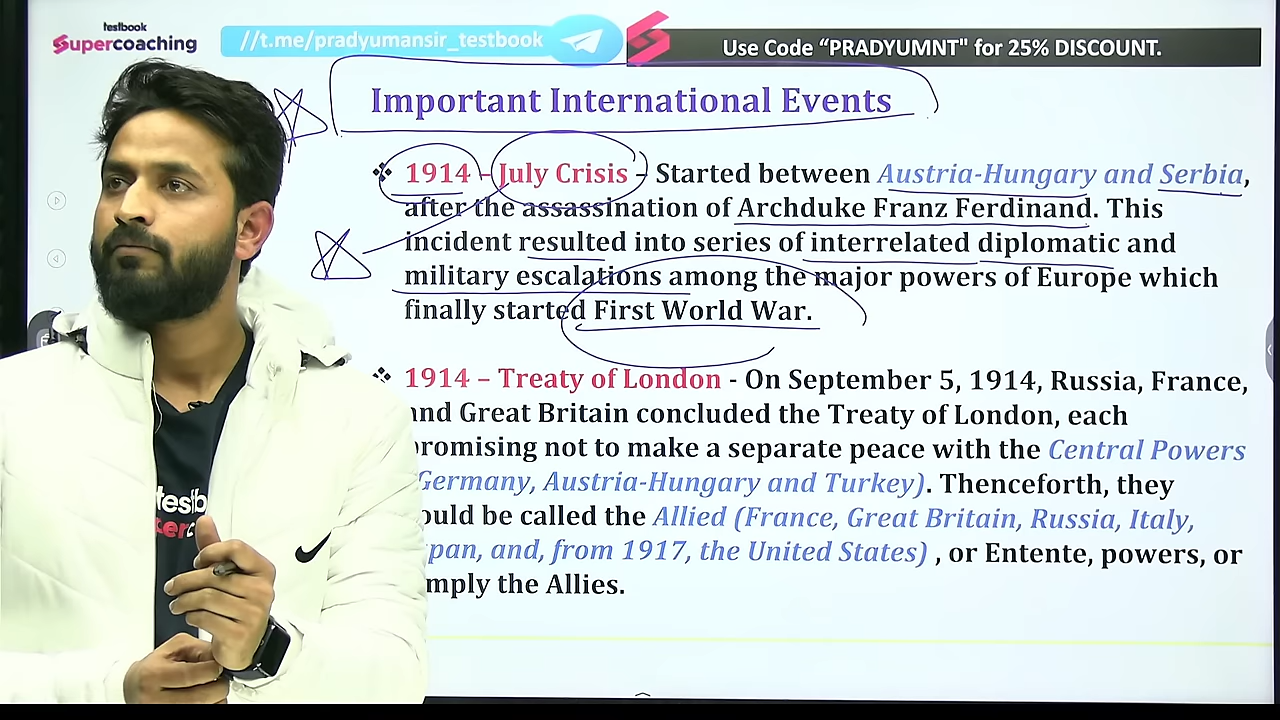 testbook
Supercoaching
//t.me/pradyumansir_testbook
Use Code “PRADYUMNT" for 25% DISCOUNT.
Important International Events
❖ 1914 - July Crisis - Started between Austria-Hungary and Serbia,
after the assassination of Archduke Franz Ferdinand. This
incident resulted into series of interrelated diplomatic and
military escalations among the major powers of Europe which
finally started First World War.
❖ 1914 – Treaty of London - On September 5, 1914, Russia, France,
and Great Britain concluded the Treaty of London, each
promising not to make a separate peace with the Central Powers
Germany, Austria-Hungary and Turkey). Thenceforth, they
be called the Allied (France, Great Britain, Russia, Italy,
and, from 1917, the United States) , or Entente, powers, or
the Allies.